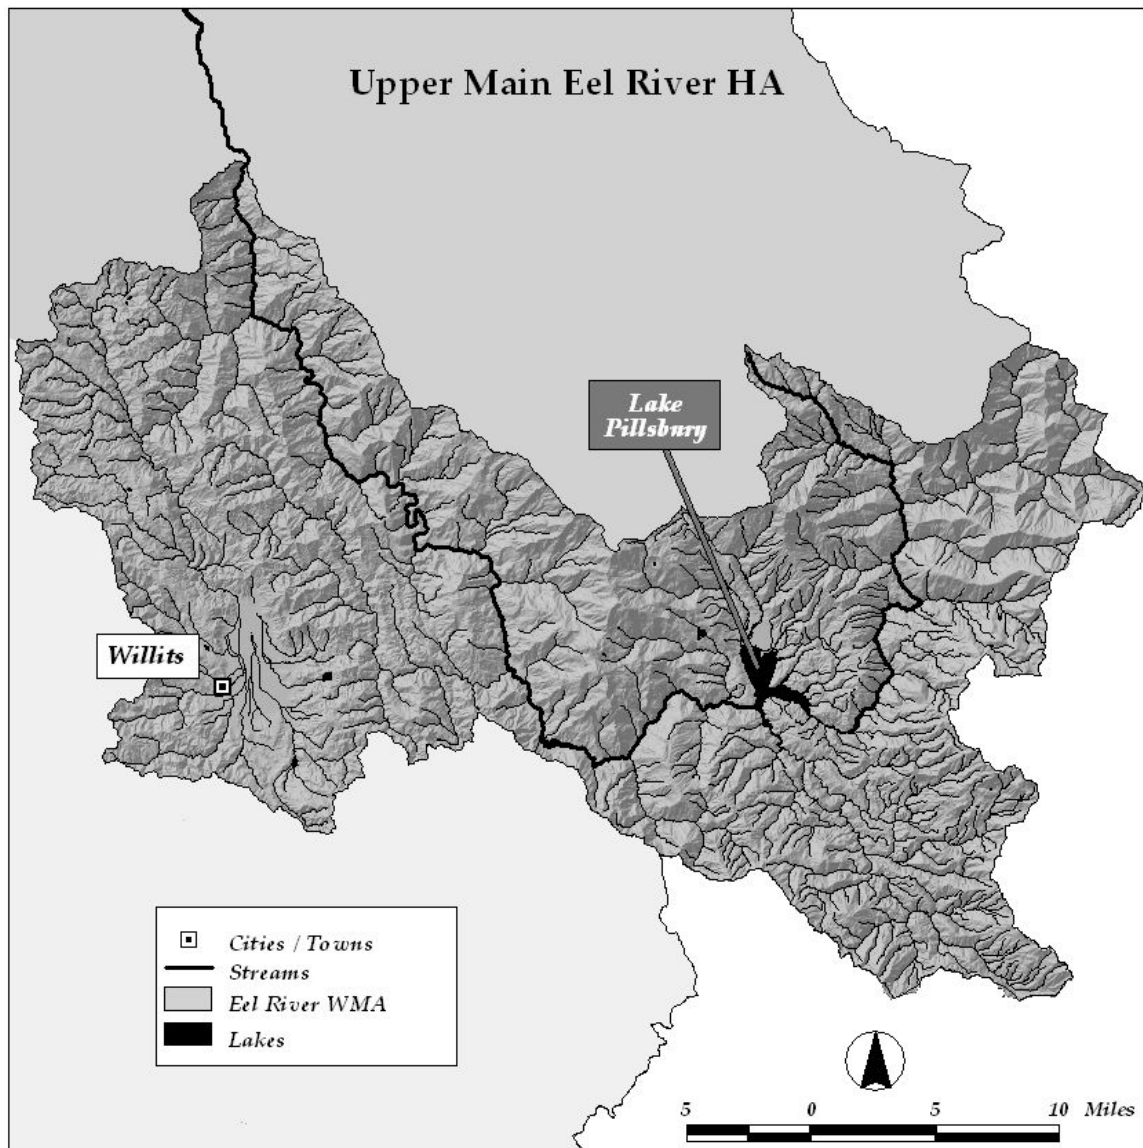 Upper Main Eel River HA
Lake
Pillsbury
Willits
Cities / Towns
Streams
Eel River WMA
Lakes
5 0 5 10 Miles